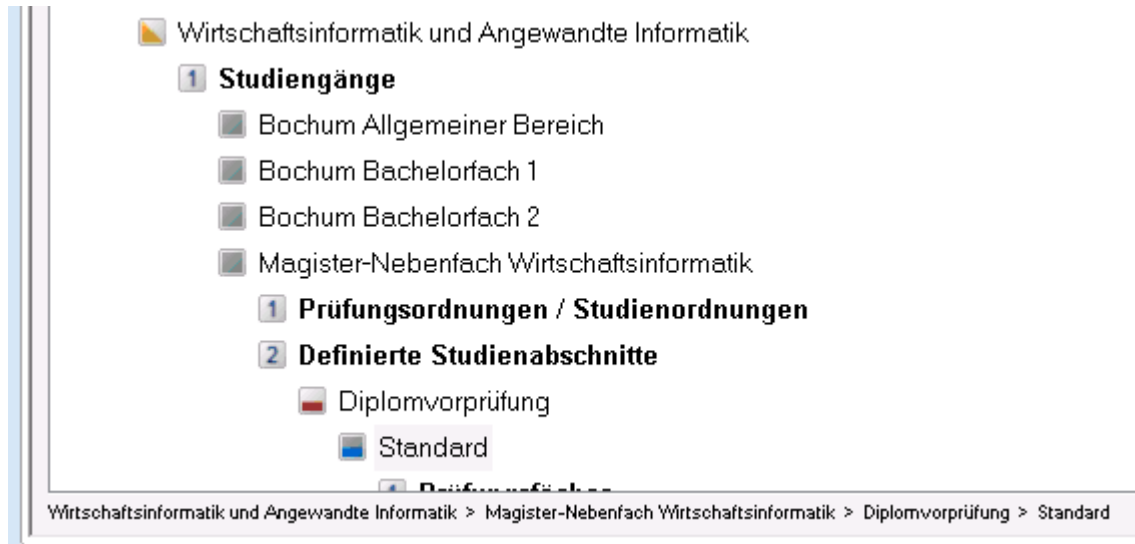 Wirtschaftsinformatik und Angewandte Informatik
1 Studiengänge
Bochum Allgemeiner Bereich
Bochum Bachelorfach 1
Bochum Bachelorfach 2
Magister-Nebenfach Wirtschaftsinformatik
1 Prüfungsordnungen / Studienordnungen
2 Definierte Studienabschnitte
Diplomvorprüfung
Standard
Wirtschaftsinformatik und Angewandte Informatik > Magister-Nebenfach Wirtschaftsinformatik > Diplomvorprüfung > Standard